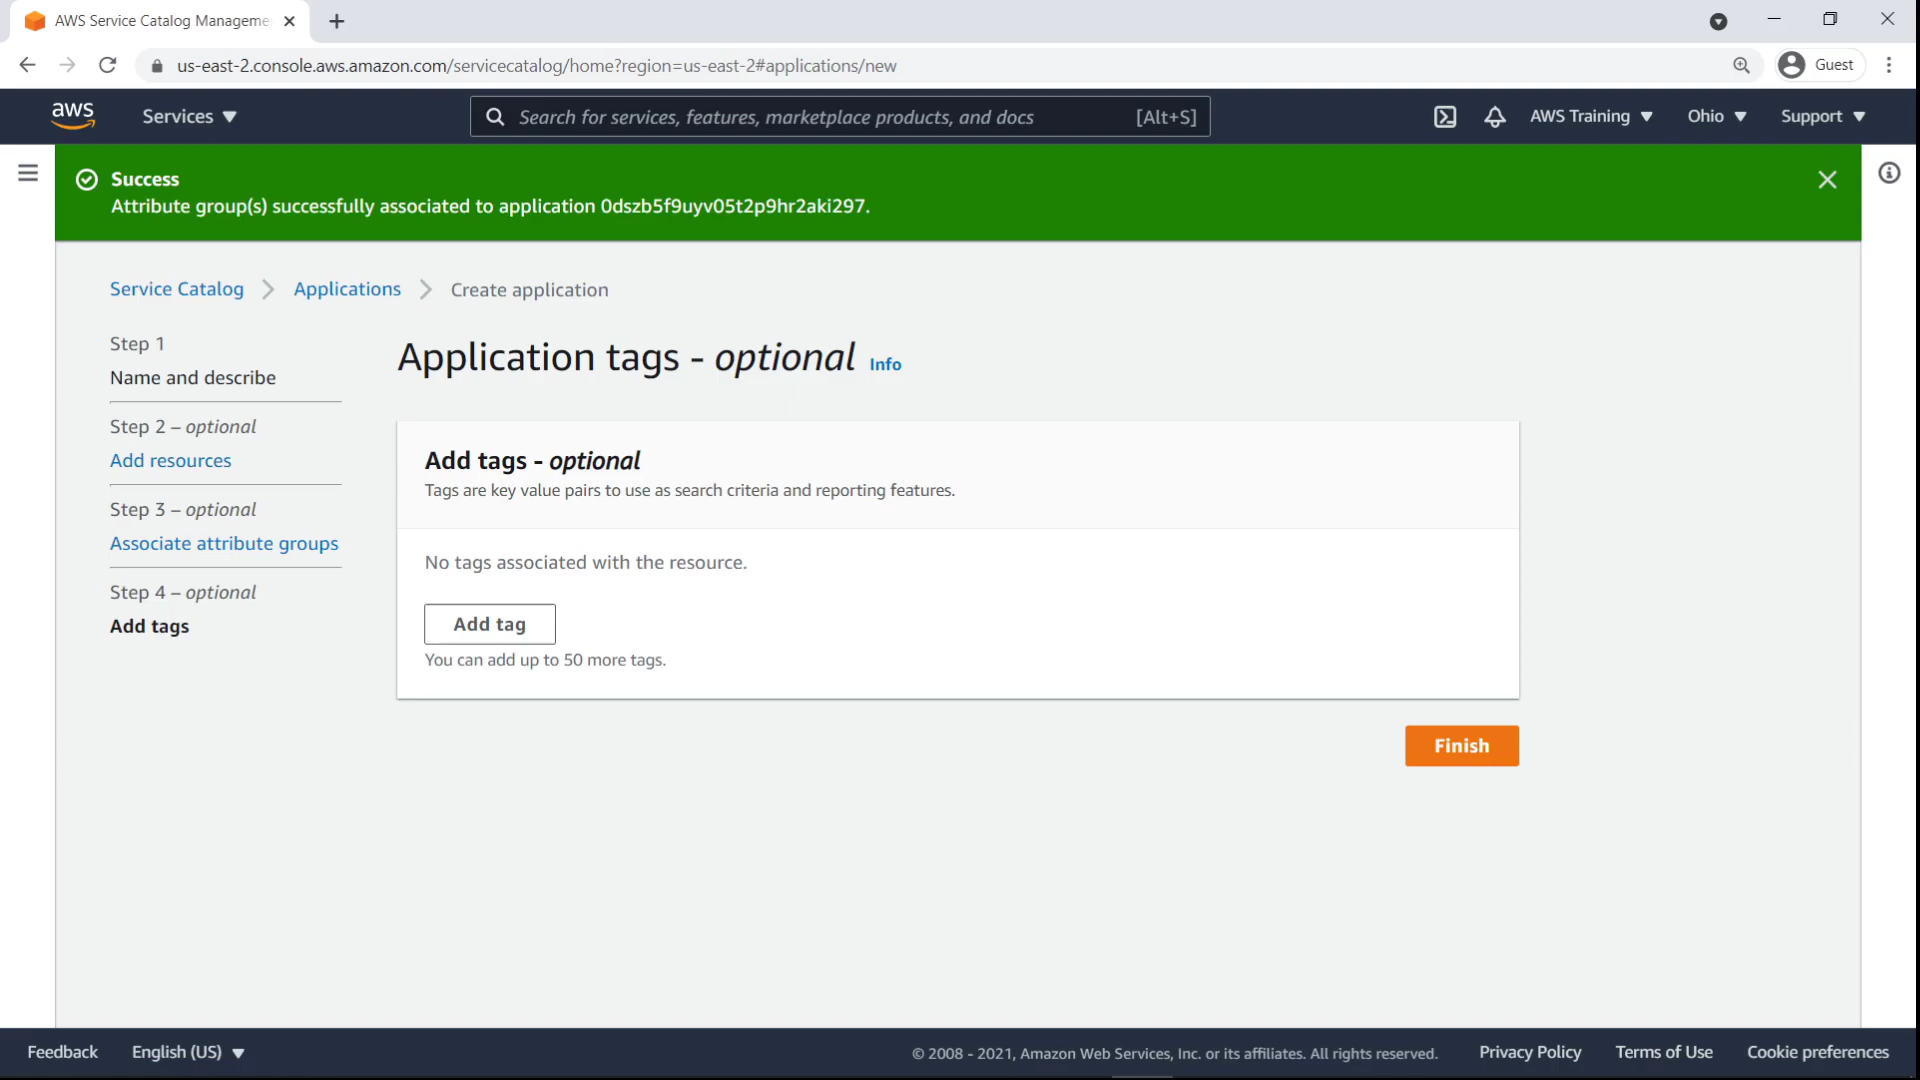 AWS Service Catalog Manageme
us-east-2.console.aws.amazon.com/servicecatalog/home?region=us-east-2#applications/new
Guest
aws
Services
Search for services, features, marketplace products, and docs
[Alt+S]
AWS Training
Ohio
Support
Success
Attribute group(s) successfully associated to application 0dszb5f9uyv05t2p9hr2aki297.
Service Catalog
Applications
Create application
Step 1
Name and describe
Step 2 – optional
Add resources
Step 3 – optional
Associate attribute groups
Step 4 – optional
Add tags
Application tags - optional Info
Add tags - optional
Tags are key value pairs to use as search criteria and reporting features.
No tags associated with the resource.
Add tag
You can add up to 50 more tags.
Finish
Feedback
English (US)
© 2008 - 2021, Amazon Web Services, Inc. or its affiliates. All rights reserved.
Privacy Policy
Terms of Use
Cookie preferences